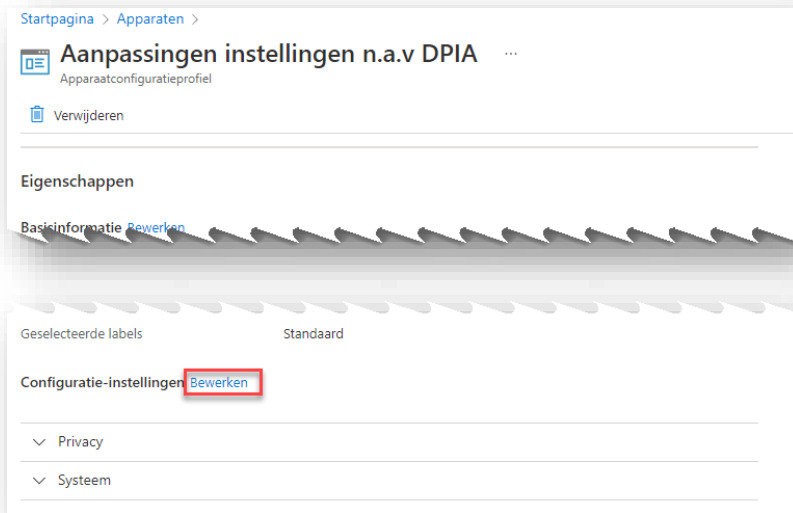 Startpagina > Apparaten >
Aanpassingen instellingen n.a.v DPIA ...
Apparaatconfiguratieprofiel
Verwijderen
Eigenschappen
Basisinformatie Bewerken
Geselecteerde labels Standaard
Configuratie-instellingen Bewerken
Privacy
Systeem